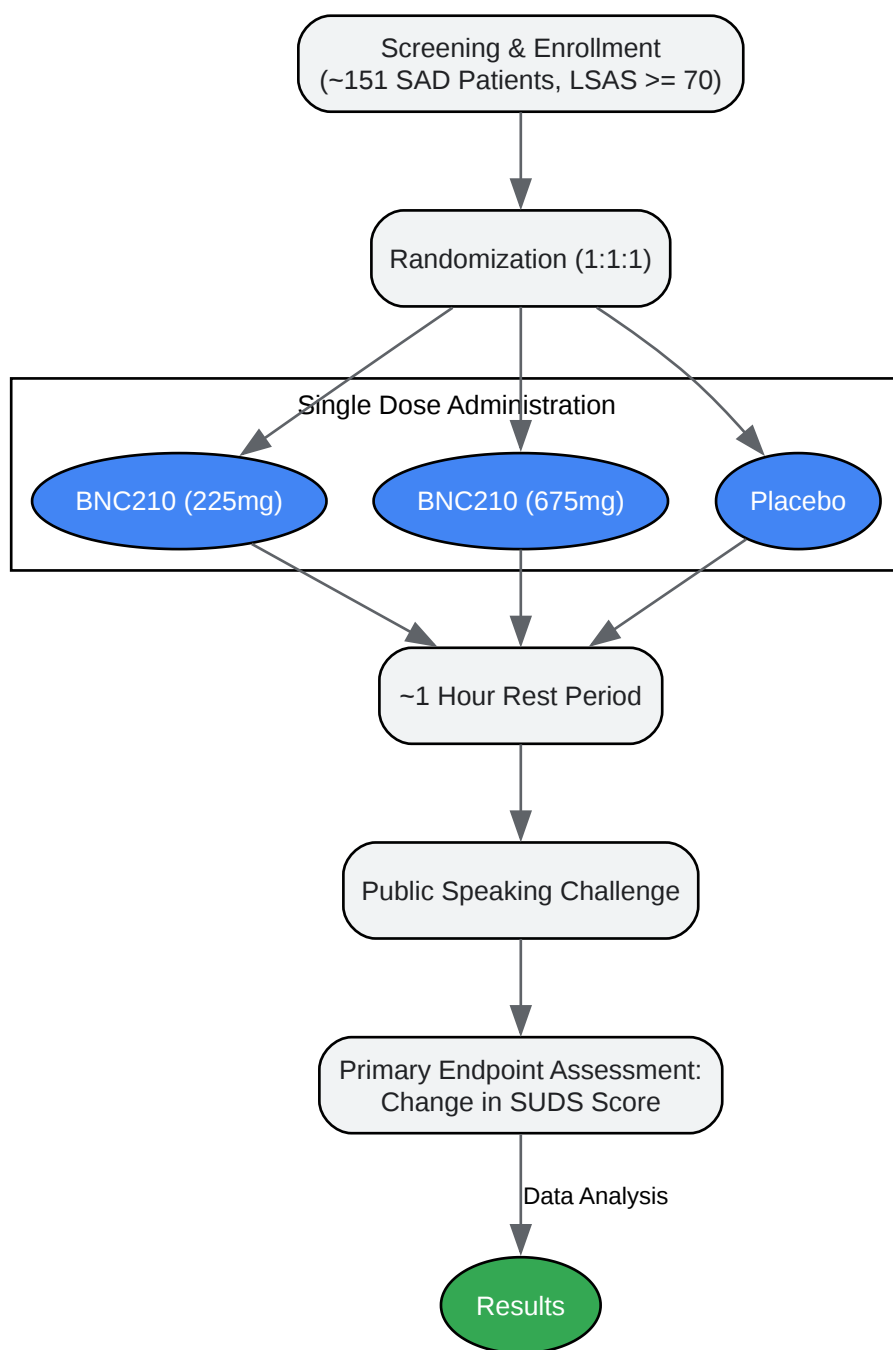 Screening & Enrollment
(~151 SAD Patients, LSAS >= 70)
Randomization (1:1:1)
Single Dose Administration
BNC210 (225mg)
BNC210 (675mg)
Placebo
~1 Hour Rest Period
Public Speaking Challenge
Primary Endpoint Assessment:
Change in SUDS Score
Data Analysis
Results